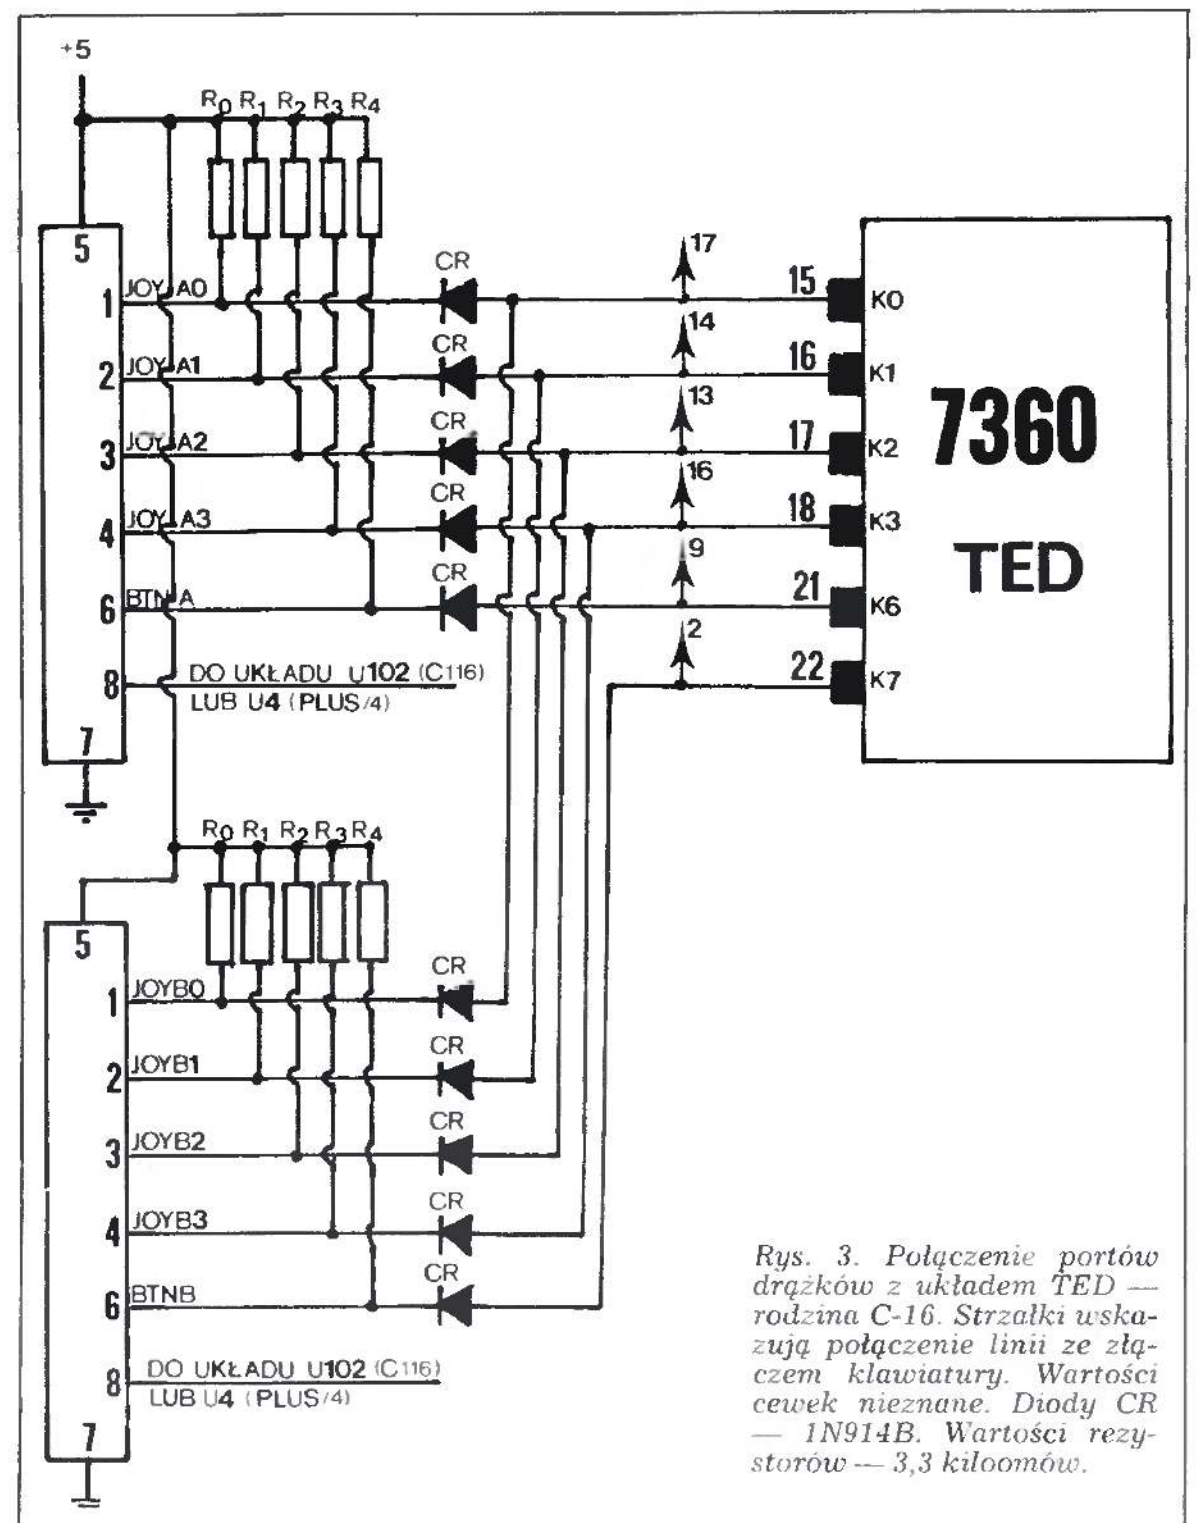 +5
R0 R1 R2 R3 R4
5
1 JOY A0 CR 17 15 K0
2 JOY A1 CR 14 16 K1
3 JOY A2 CR 13 17 K2
4 JOY A3 CR 16 18 K3
6 BTN A CR 9 21 K6
2 22 K7
7360
TED
8 DO UKŁADU U102 (C116)
LUB U4 (PLUS/4)
7
R0 R1 R2 R3 R4
5
1 JOYB0 CR
2 JOYB1 CR
3 JOYB2 CR
4 JOYB3 CR
6 BTNB CR
8 DO UKŁADU U102 (C116)
LUB U4 (PLUS/4)
7
Rys. 3. Połączenie portów
drążków z układem TED —
rodzina C-16. Strzałki wska-
zują połączenie linii ze złą-
czem klawiatury. Wartości
cewek nieznane. Diody CR
— 1N914B. Wartości rezy-
storów — 3,3 kiloomów.